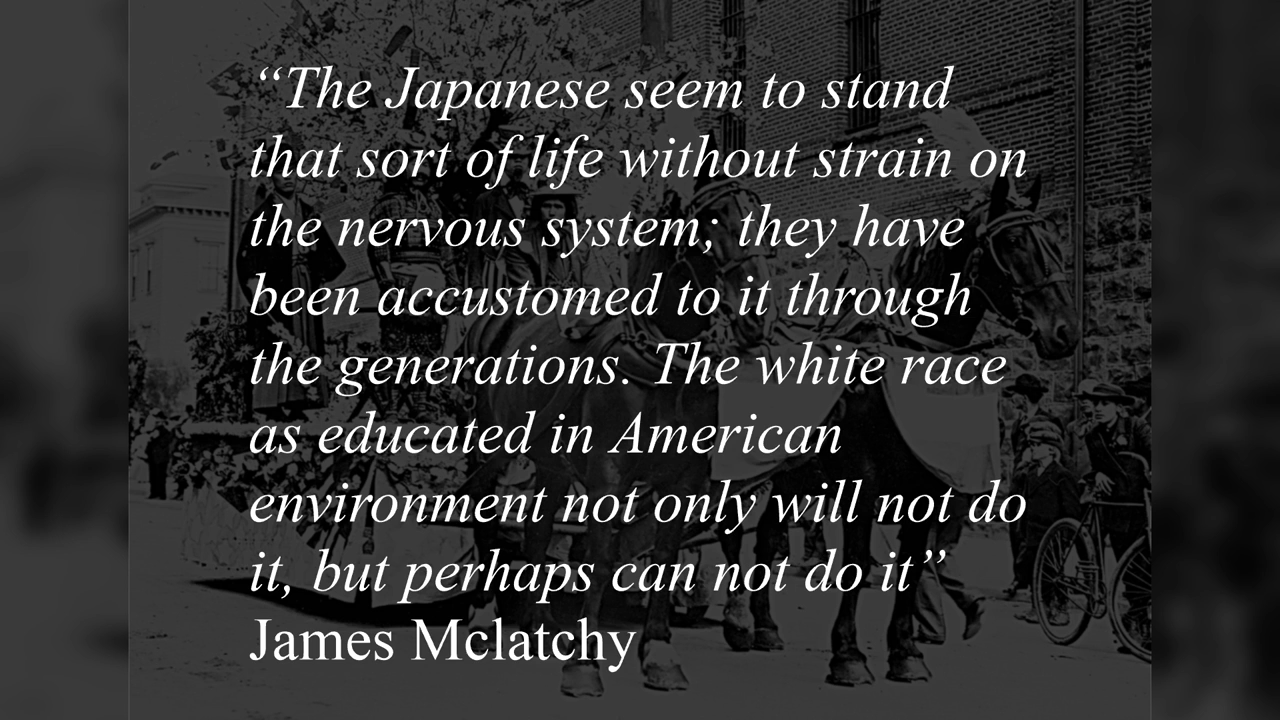 “The Japanese seem to stand
that sort of life without strain on
the nervous system; they have
been accustomed to it through
the generations. The white race
as educated in American
environment not only will not do
it, but perhaps can not do it”
James Mclatchy